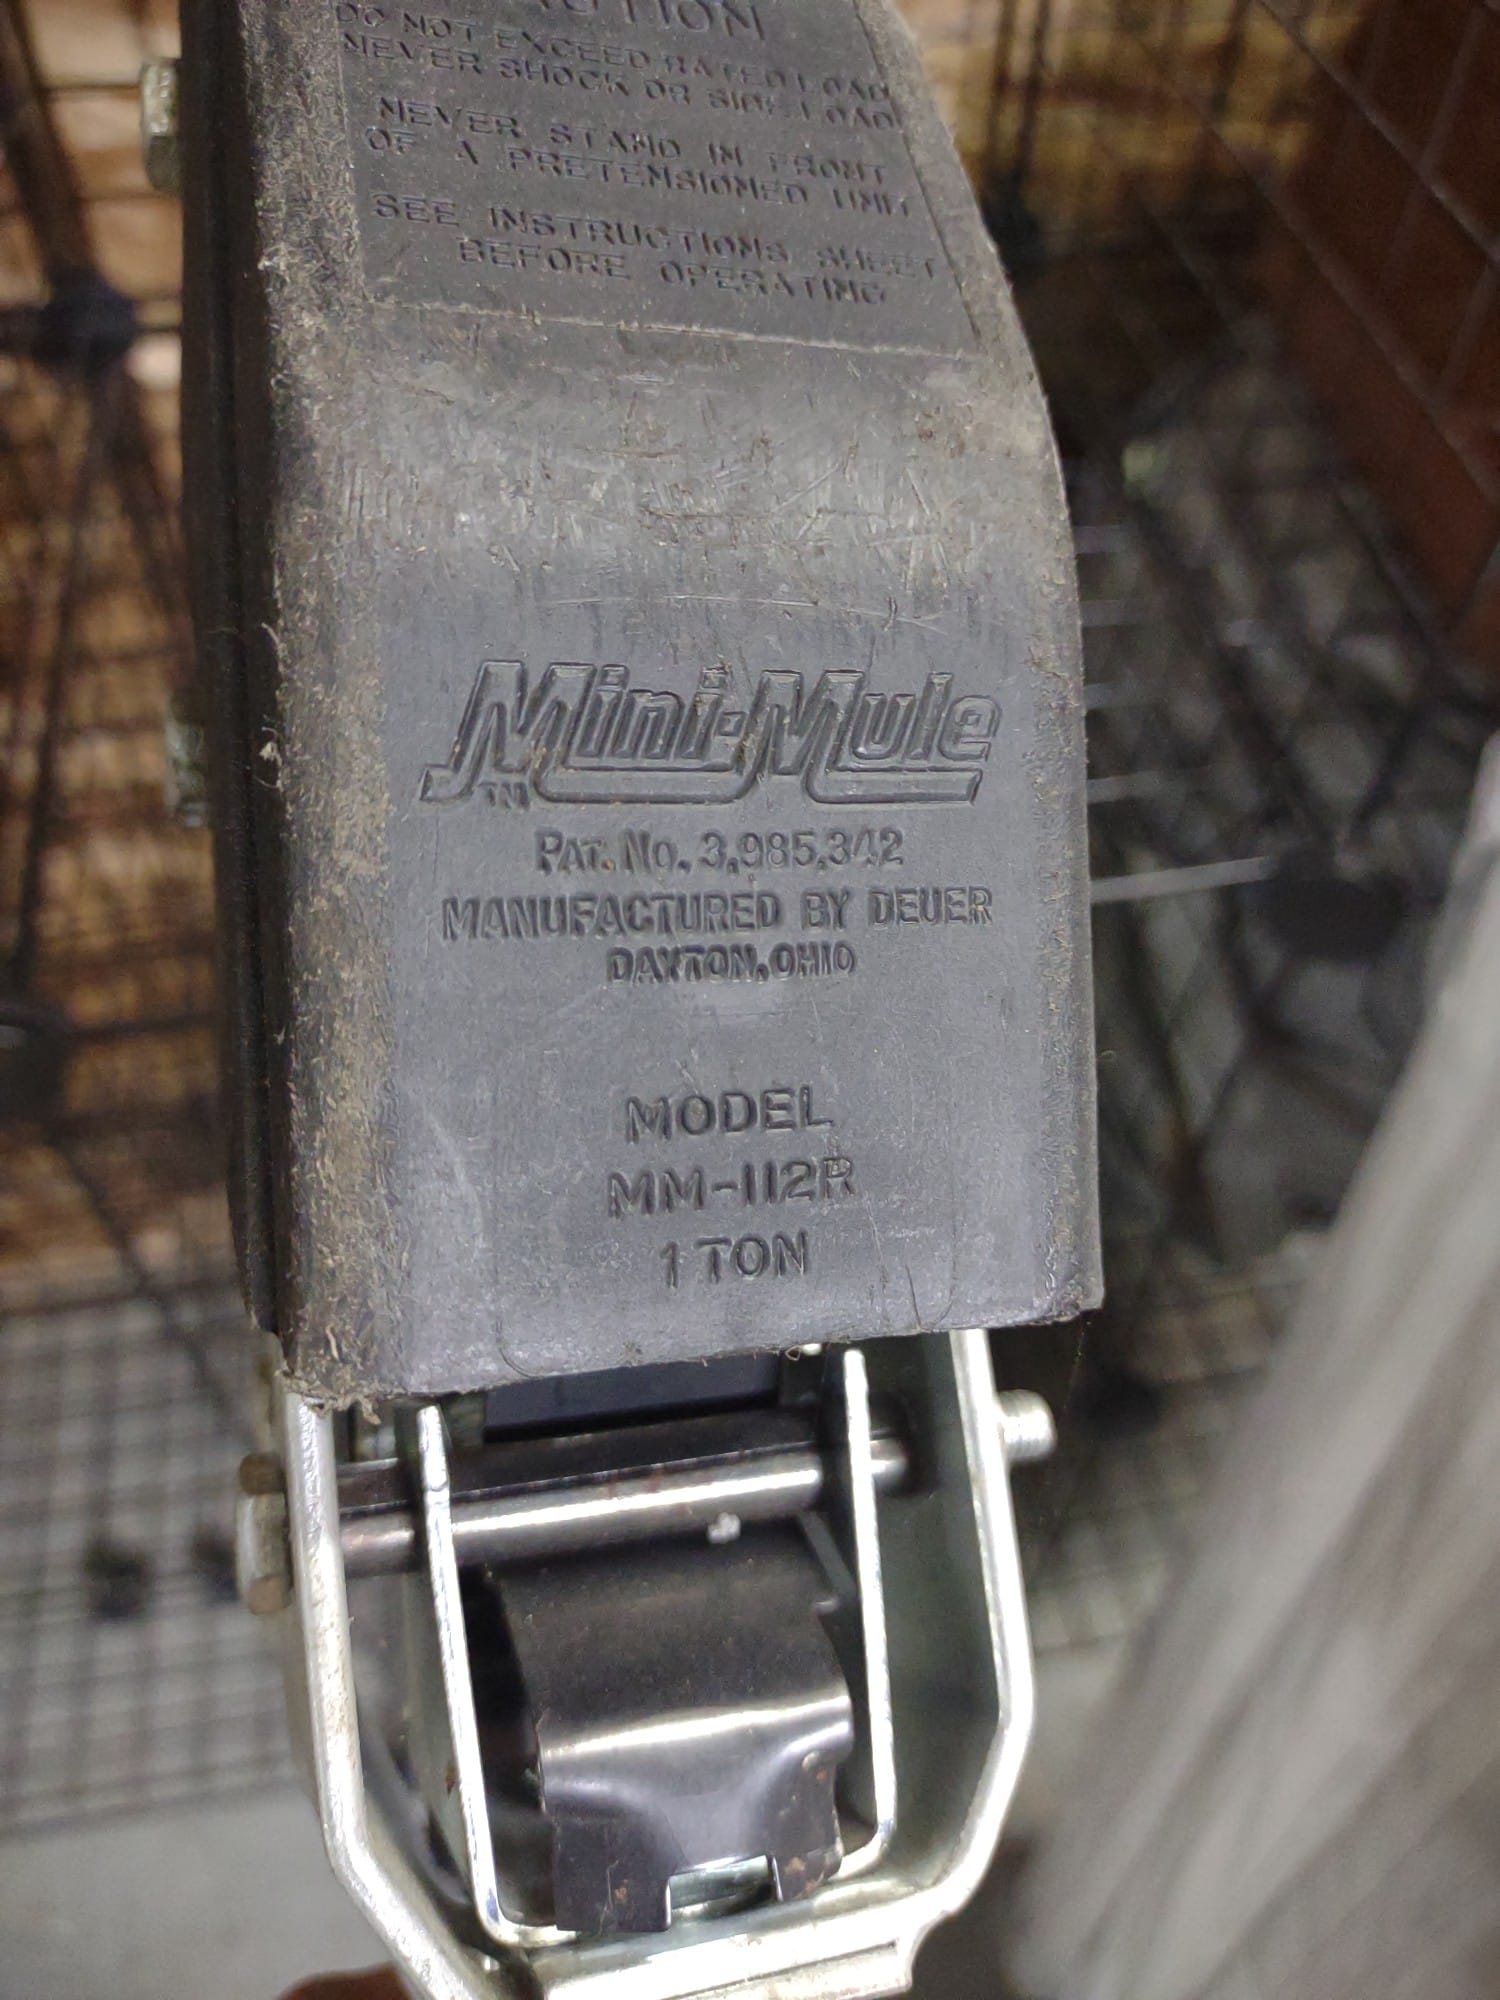 CAUTION
DO NOT EXCEED RATED LOAD
NEVER SHOCK OR SIDE LOAD
NEVER STAND IN FRONT
OF A PRETENSIONED UNIT
SEE INSTRUCTIONS SHEET
BEFORE OPERATING
Mini-Mule
TM
PAT. NO. 3,985,342
MANUFACTURED BY DEUER
DAYTON, OHIO
MODEL
MM-112R
1 TON